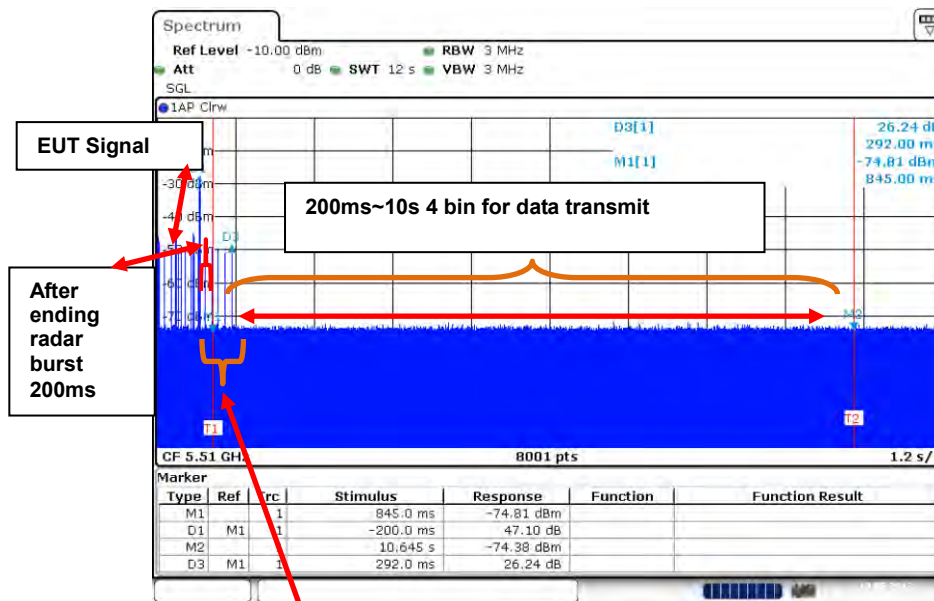 Spectrum
Ref Level -10.00 dBm RBW 3 MHz
Att 0 dB SWT 12 s VBW 3 MHz
SGL
1AP Clrw
D3[1] 26.24 d
292.00 m
M1[1] -74.81 dBm
845.00 m
EUT Signal
-30 dBm
200ms~10s 4 bin for data transmit
-40 dBm
D3
After
ending
radar
burst
200ms
M2
T1
T2
CF 5.51 GH 8001 pts 1.2 s/
Marker
Type Ref Trc Stimulus Response Function Function Result
M1 1 845.0 ms -74.81 dBm
D1 M1 1 -200.0 ms 47.10 dB
M2 10.645 s -74.38 dBm
D3 M1 1 292.0 ms 26.24 dB